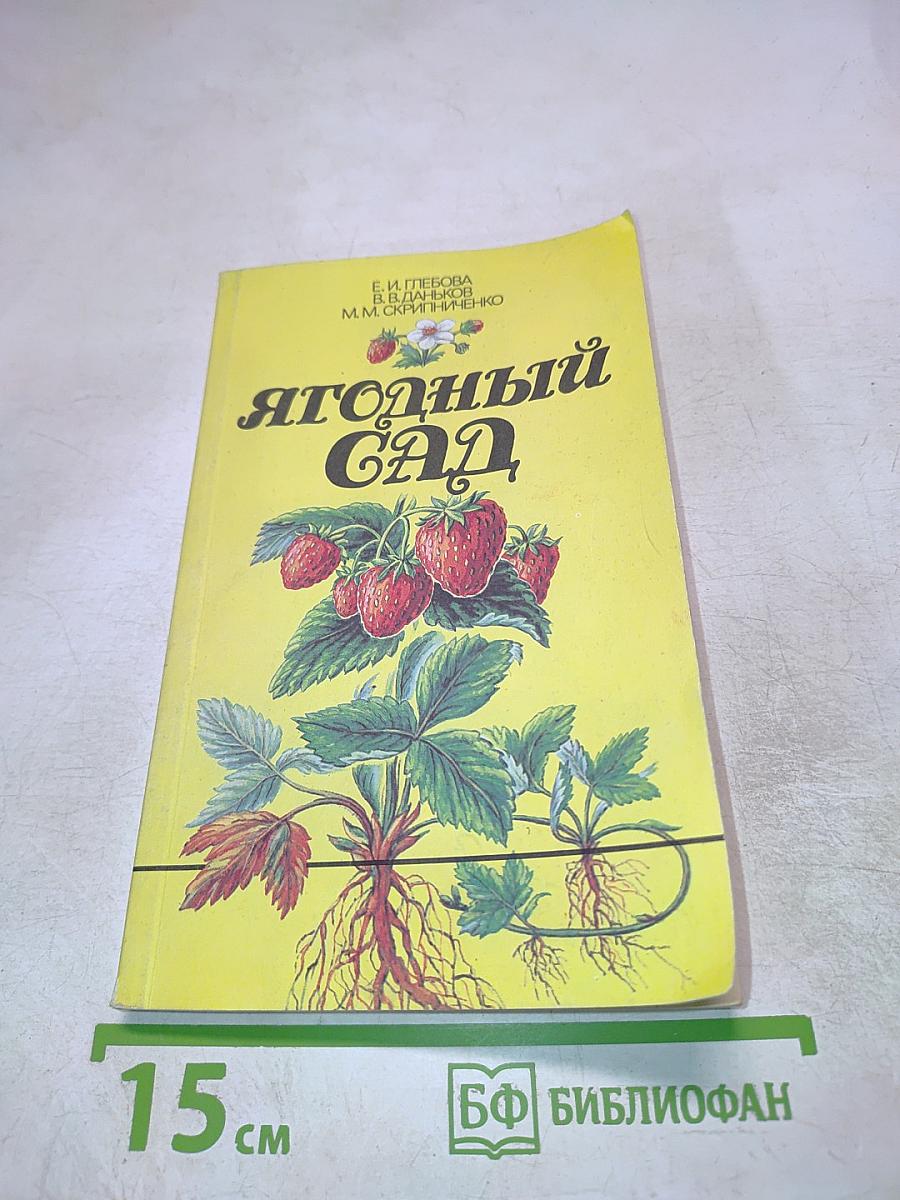 Е. И. ГЛЕБОВА
В. В. ДАНЬКОВ
М. М. СКРИПНИЧЕНКО
ЯГОДНЫЙ
САД
15 см
БФ БИБЛИОФАН